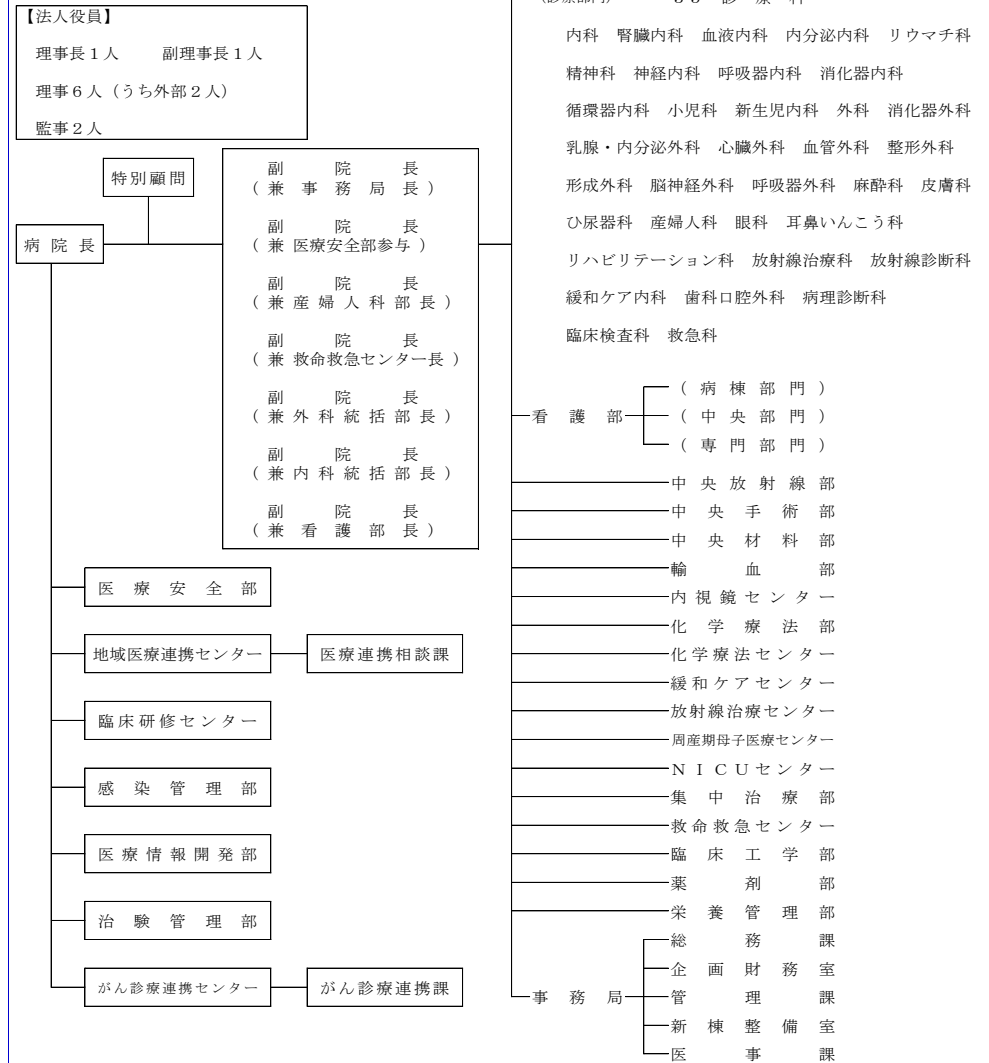 【法人役員】
理事長１人　副理事長１人
理事６人（うち外部２人）
監事２人
特別顧問
病院長
副院長
（兼事務局長）
副院長
（兼医療安全部参与）
副院長
（兼産婦人科部長）
副院長
（兼救命救急センター長）
副院長
（兼外科統括部長）
副院長
（兼内科統括部長）
副院長
（兼看護部長）
医療安全部
地域医療連携センター　医療連携相談課
臨床研修センター
感染管理部
医療情報開発部
治験管理部
がん診療連携センター　がん診療連携課
内科　腎臓内科　血液内科　内分泌内科　リウマチ科
精神科　神経内科　呼吸器内科　消化器内科
循環器内科　小児科　新生児内科　外科　消化器外科
乳腺・内分泌外科　心臓外科　血管外科　整形外科
形成外科　脳神経外科　呼吸器外科　麻酔科　皮膚科
ひ尿器科　産婦人科　眼科　耳鼻いんこう科
リハビリテーション科　放射線治療科　放射線診断科
緩和ケア内科　歯科口腔外科　病理診断科
臨床検査科　救急科
看護部
（病棟部門）
（中央部門）
（専門部門）
中央放射線部
中央手術部
中央材料部
輸血部
内視鏡センター
化学療法部
化学療法センター
緩和ケアセンター
放射線治療センター
周産期母子医療センター
ＮＩＣＵセンター
集中治療部
救命救急センター
臨床工学部
薬剤部
栄養管理部
事務局
総務課
企画財務室
管理課
新棟整備室
医事課